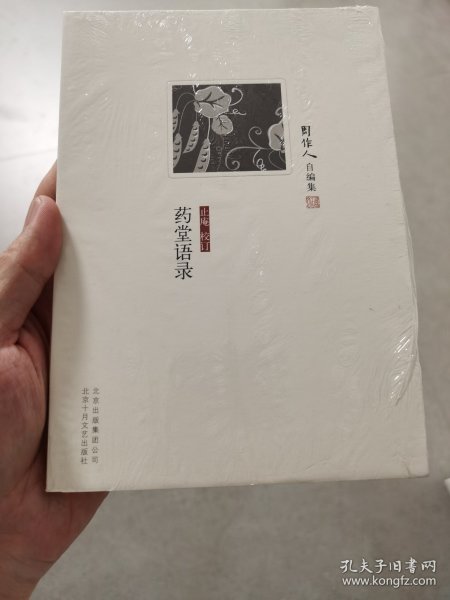 周作人
自编集
止庵 校订
药堂语录
北京出版集团公司
北京十月文艺出版社
孔夫子旧书网
www.kongfz.com